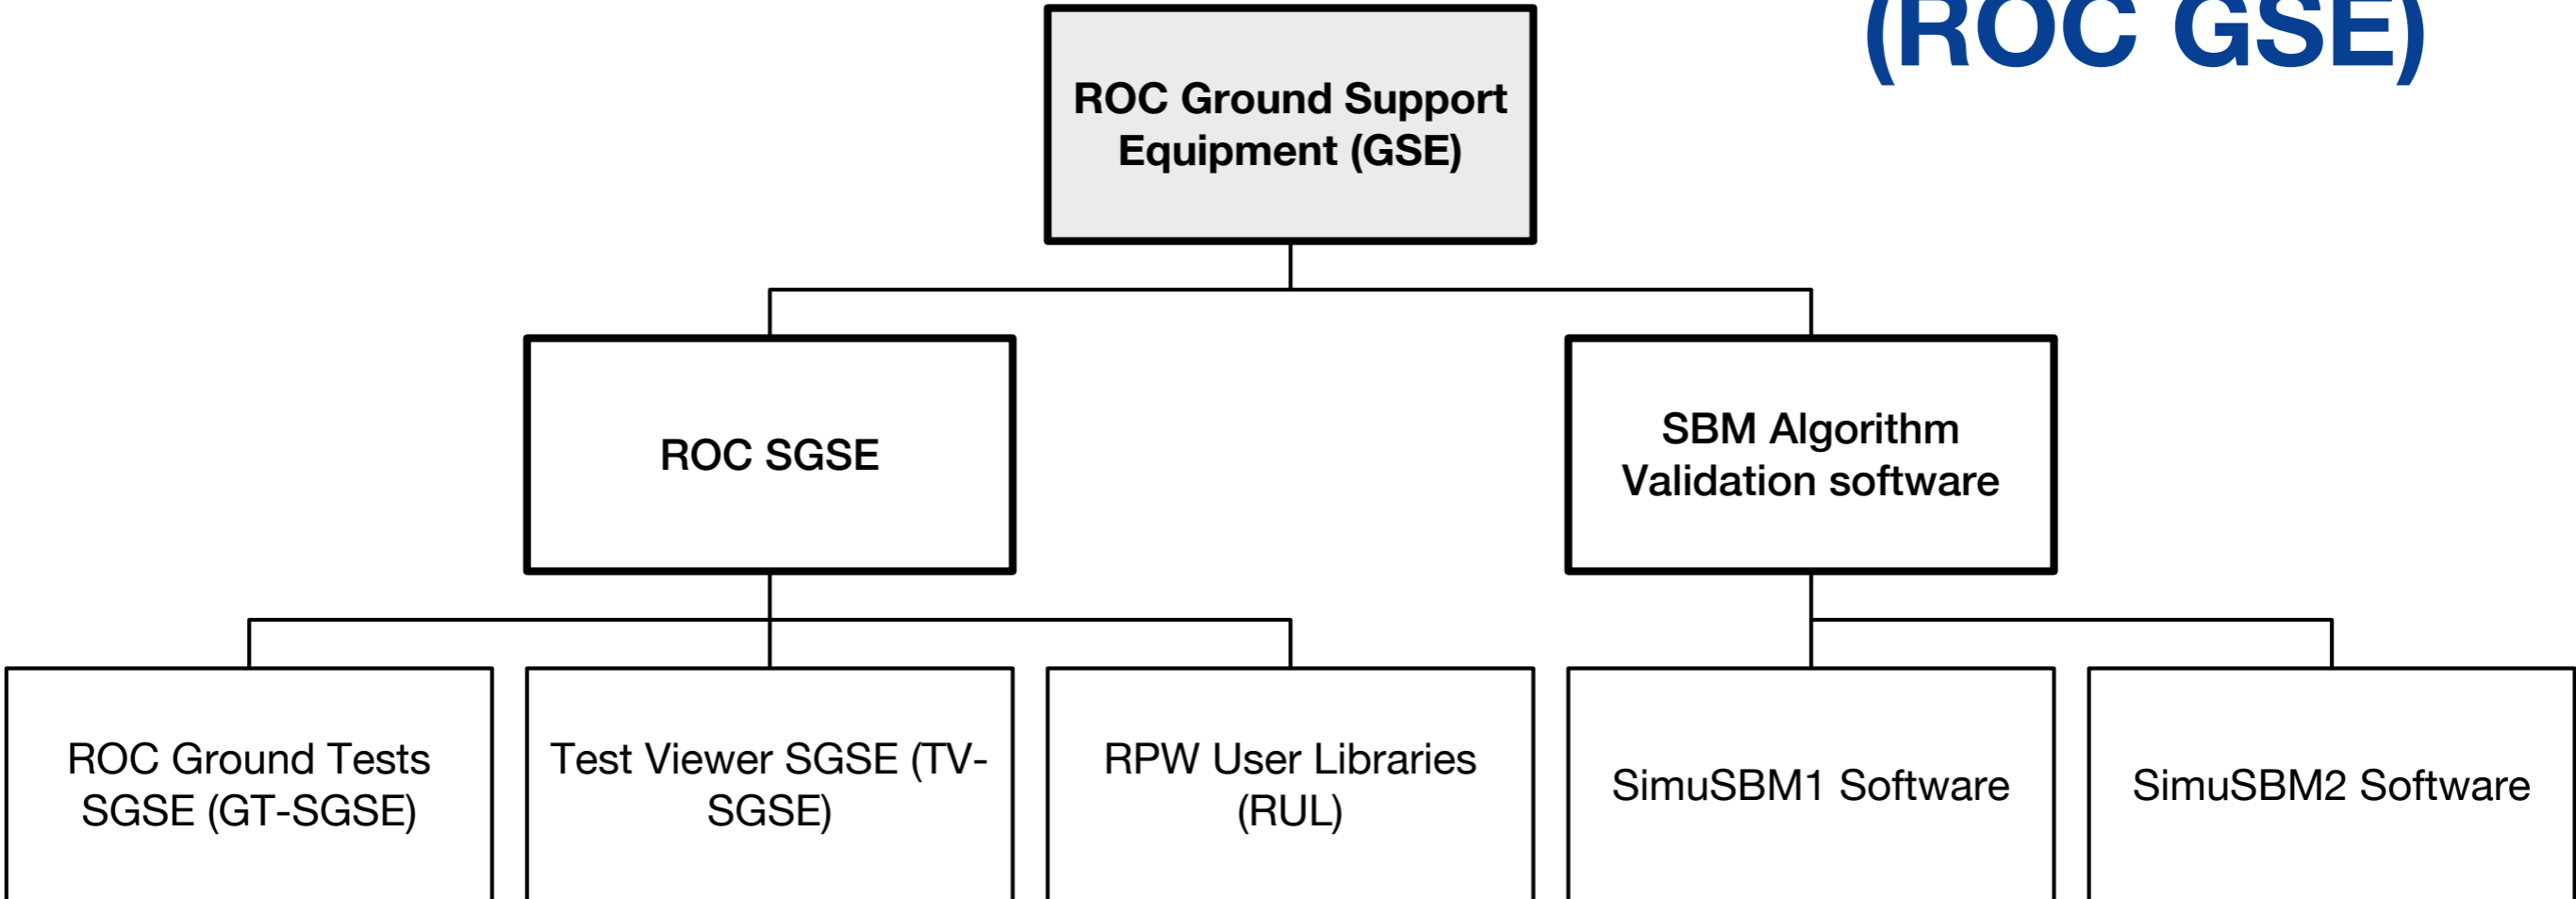 (ROC GSE)
ROC Ground Support
Equipment (GSE)
ROC SGSE
SBM Algorithm
Validation software
ROC Ground Tests
SGSE (GT-SGSE)
Test Viewer SGSE (TV-
SGSE)
RPW User Libraries
(RUL)
SimuSBM1 Software
SimuSBM2 Software